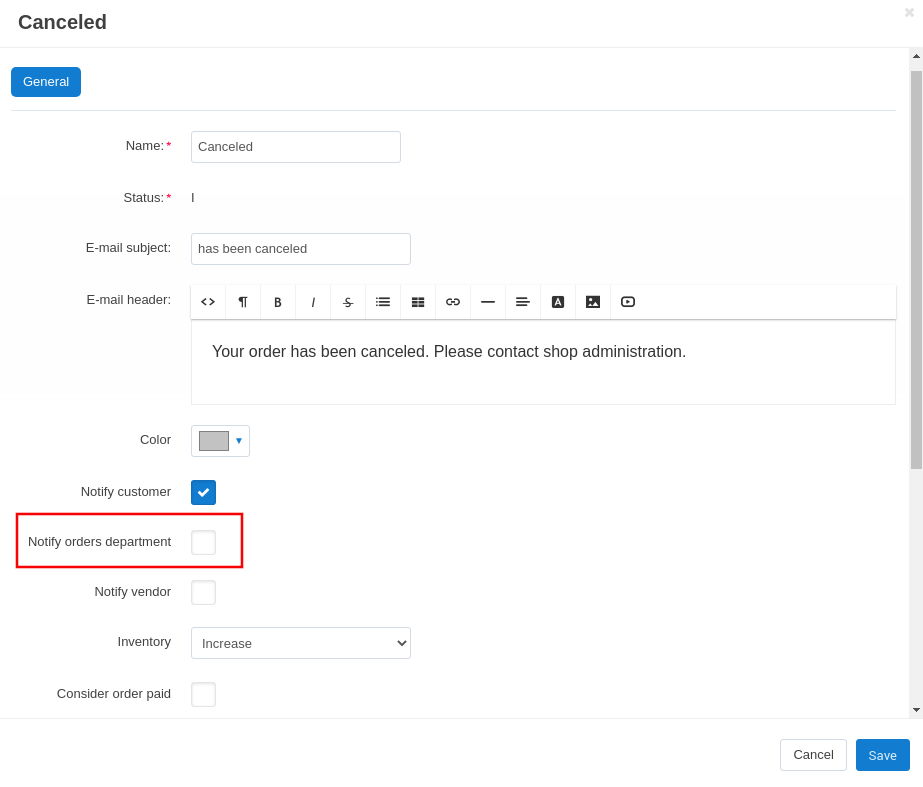 Canceled
General
Name:*
Canceled
Status:*
I
E-mail subject:
has been canceled
E-mail header:
B I S A
Your order has been canceled. Please contact shop administration.
Color
Notify customer
Notify orders department
Notify vendor
Inventory
Increase
Consider order paid
Cancel
Save